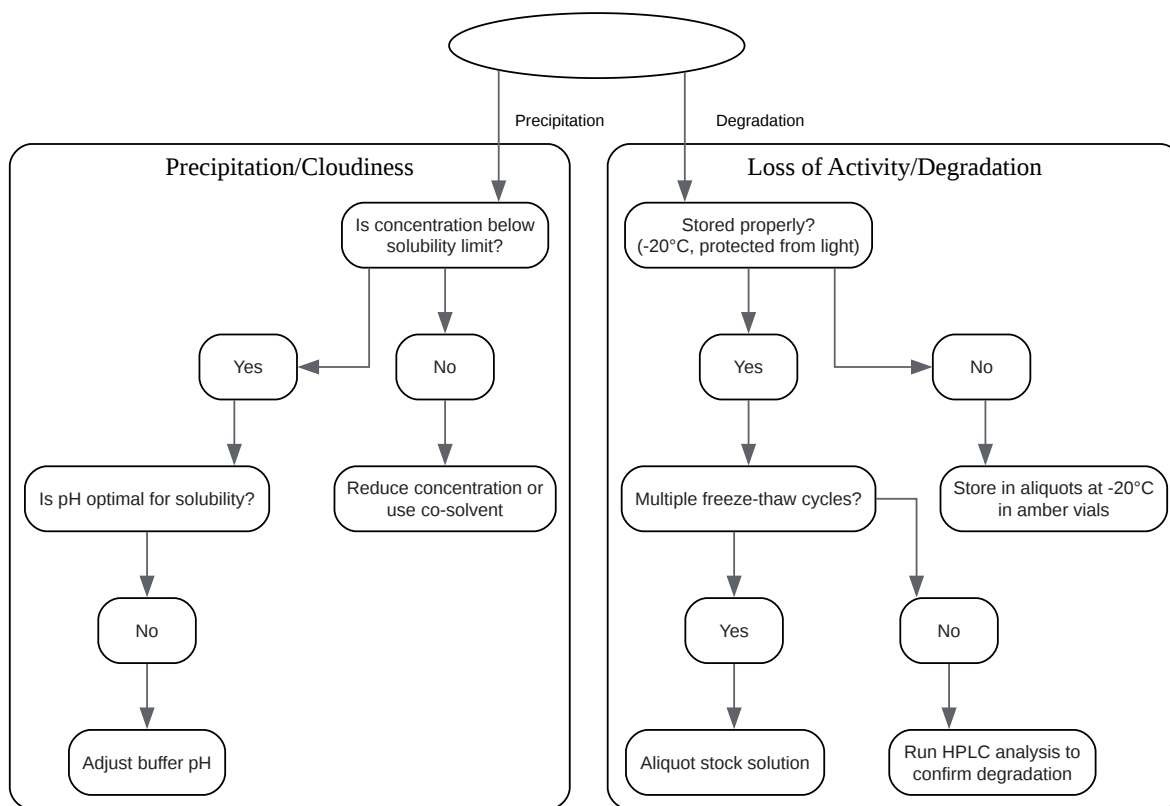 Precipitation
Degradation
Precipitation/Cloudiness
Is concentration below
solubility limit?
Yes
No
Is pH optimal for solubility?
Reduce concentration or
use co-solvent
No
Adjust buffer pH
Loss of Activity/Degradation
Stored properly?
(-20°C, protected from light)
Yes
No
Multiple freeze-thaw cycles?
Store in aliquots at -20°C
in amber vials
Yes
No
Aliquot stock solution
Run HPLC analysis to
confirm degradation